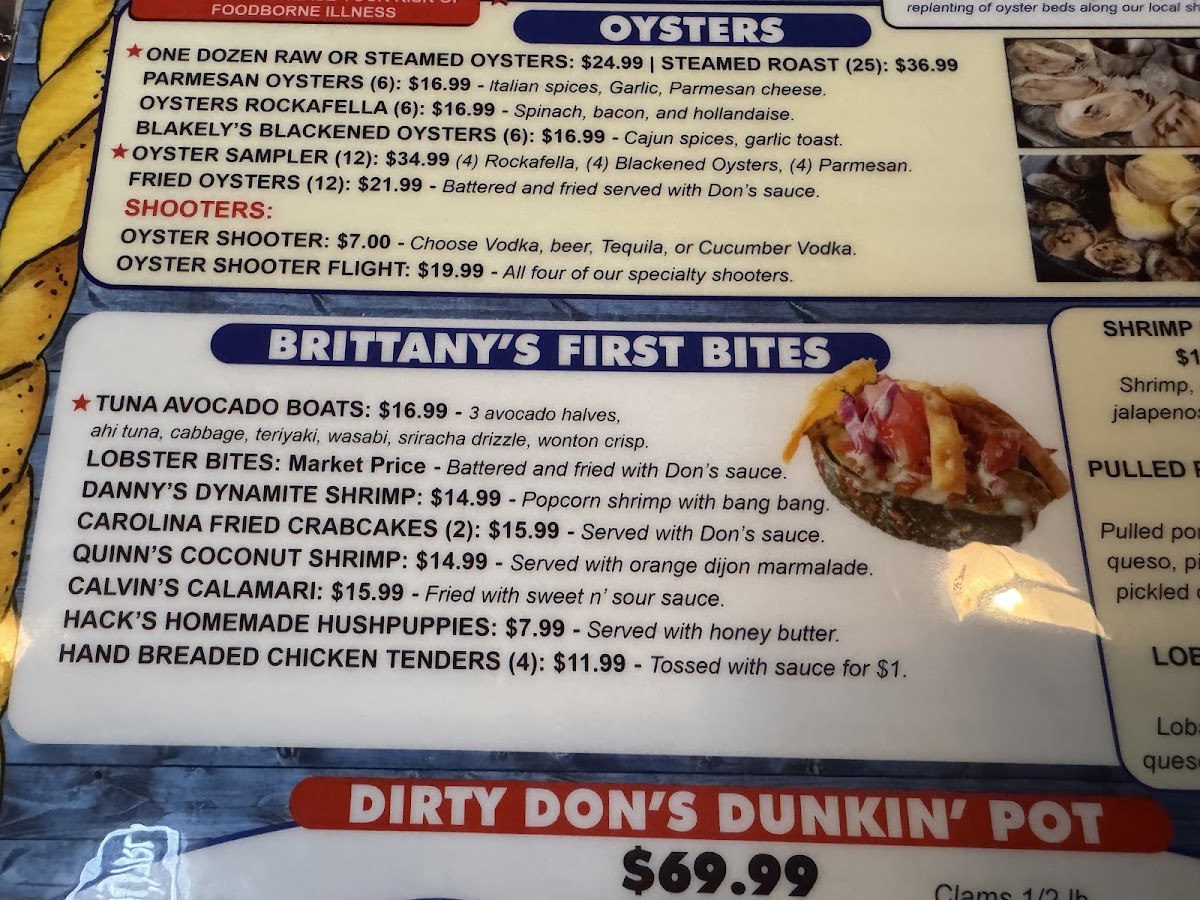 FOODBORNE ILLNESS
replanting of oyster beds along our local
OYSTERS
★ ONE DOZEN RAW OR STEAMED OYSTERS: $24.99 | STEAMED ROAST (25): $36.99
PARMESAN OYSTERS (6): $16.99 - Italian spices, Garlic, Parmesan cheese.
OYSTERS ROCKAFELLA (6): $16.99 - Spinach, bacon, and hollandaise.
BLAKELY'S BLACKENED OYSTERS (6): $16.99 - Cajun spices, garlic toast.
★ OYSTER SAMPLER (12): $34.99 (4) Rockafella, (4) Blackened Oysters, (4) Parmesan.
FRIED OYSTERS (12): $21.99 - Battered and fried served with Don's sauce.
SHOOTERS:
OYSTER SHOOTER: $7.00 - Choose Vodka, beer, Tequila, or Cucumber Vodka.
OYSTER SHOOTER FLIGHT: $19.99 - All four of our specialty shooters.
BRITTANY'S FIRST BITES
★ TUNA AVOCADO BOATS: $16.99 - 3 avocado halves,
ahi tuna, cabbage, teriyaki, wasabi, sriracha drizzle, wonton crisp.
LOBSTER BITES: Market Price - Battered and fried with Don's sauce.
DANNY'S DYNAMITE SHRIMP: $14.99 - Popcorn shrimp with bang bang.
CAROLINA FRIED CRABCAKES (2): $15.99 - Served with Don's sauce.
QUINN'S COCONUT SHRIMP: $14.99 - Served with orange dijon marmalade.
CALVIN'S CALAMARI: $15.99 - Fried with sweet n' sour sauce.
HACK'S HOMEMADE HUSHPUPPIES: $7.99 - Served with honey butter.
HAND BREADED CHICKEN TENDERS (4): $11.99 - Tossed with sauce for $1.
SHRIMP
Shrimp,
PULLED
Pulled
queso,
pickled
DIRTY DON'S DUNKIN' POT
$69.99
Clams 1/2 lb